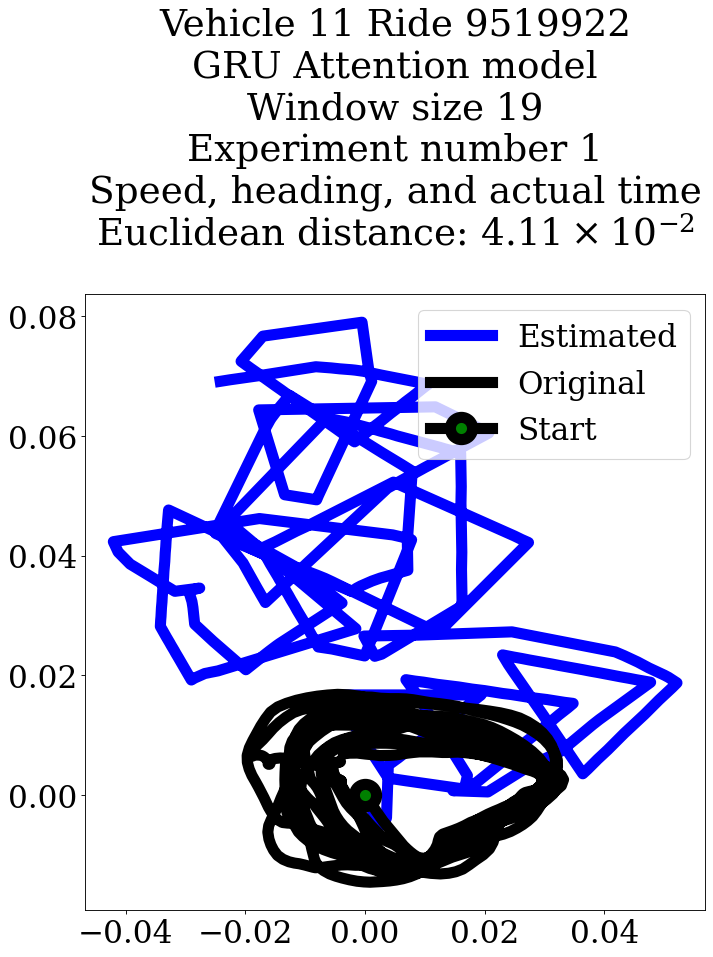 Vehicle 11 Ride 9519922
GRU Attention model
Window size 19
Experiment number 1
Speed, heading, and actual time
Euclidean distance: 4.11 × 10⁻²
0.08
0.06
0.04
0.02
0.00
Estimated
Original
Start
−0.04 −0.02 0.00 0.02 0.04